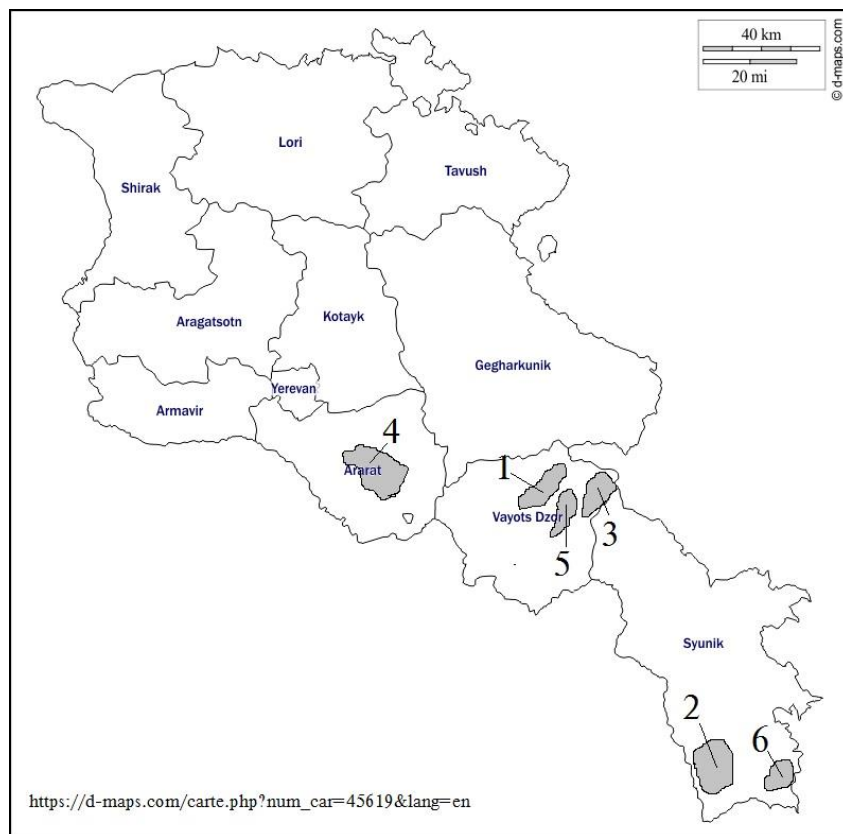 40 km
20 mi
© d-maps.com
Lori
Tavush
Shirak
Kotayk
Aragatsotn
Gegharkunik
Yerevan
Armavir
4
Ararat
1
Vayots Dzor
3
5
Syunik
2
6
https://d-maps.com/carte.php?num_car=45619&lang=en